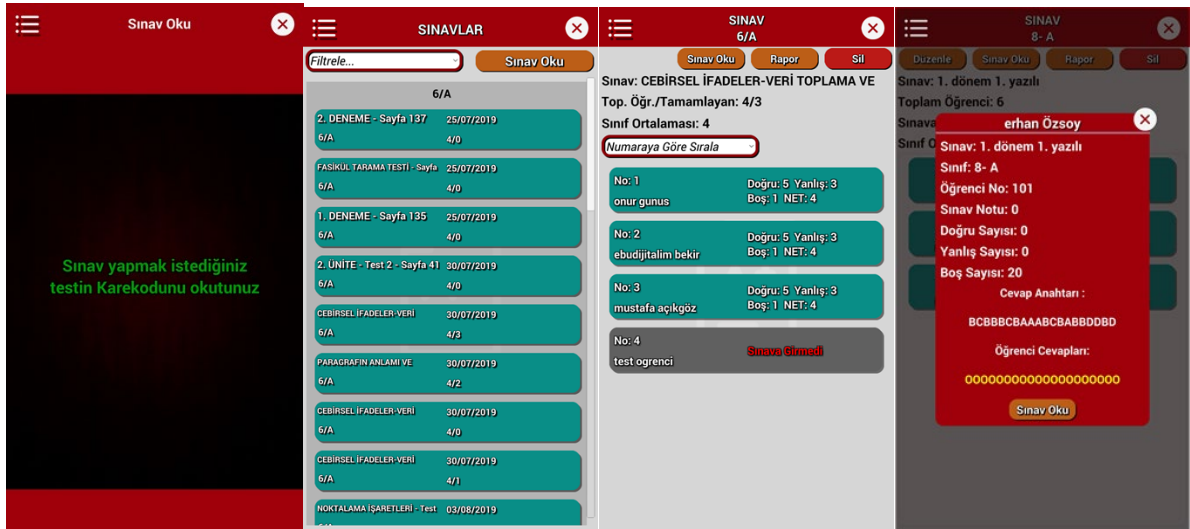 Sınav Oku
Sınav yapmak istediğiniz
testin Karekodunu okutunuz
SINAVLAR
Filtrele...
Sınav Oku
6/A
2. DENEME - Sayfa 137 25/07/2019
6/A 4/0
FASIKÜL TARAMA TESTİ - Sayfa 25/07/2019
6/A 4/0
1. DENEME - Sayfa 135 25/07/2019
6/A 4/0
2. ÜNİTE - Test 2 - Sayfa 41 30/07/2019
6/A 4/0
CEBİRSEL İFADELER-VERİ 30/07/2019
6/A 4/3
PARAGRAFIN ANLAMI VE 30/07/2019
6/A 4/2
CEBİRSEL İFADELER-VERİ 30/07/2019
6/A 4/0
CEBİRSEL İFADELER-VERİ 30/07/2019
6/A 4/1
NOKTALAMA İŞARETLERİ - Test 03/08/2019
SINAV
6/A
Sınav Oku Rapor Sil
Sınav: CEBİRSEL İFADELER-VERİ TOPLAMA VE
Top. Öğr./Tamamlayan: 4/3
Sınıf Ortalaması: 4
Numaraya Göre Sırala
No: 1 Doğru: 5 Yanlış: 3
onur gunus Boş: 1 NET: 4
No: 2 Doğru: 5 Yanlış: 3
ebudijitalim bekir Boş: 1 NET: 4
No: 3 Doğru: 5 Yanlış: 3
mustafa açıkgöz Boş: 1 NET: 4
No: 4
test ogrenci
Sınava Girmedi
SINAV
8- A
Duzenle Sınav Oku Rapor Sil
Sınav: 1. dönem 1. yazılı
Toplam Öğrenci: 6
Sınava
Sınıf O
erhan Özsoy
Sınav: 1. dönem 1. yazılı
Sınıf: 8- A
Öğrenci No: 101
Sınav Notu: 0
Doğru Sayısı: 0
Yanlış Sayısı: 0
Boş Sayısı: 20
Cevap Anahtarı :
BCBBBCBAAABCBABBDDBD
Öğrenci Cevapları:
OOOOOOOOOOOOOOOOOOOO
Sınav Oku